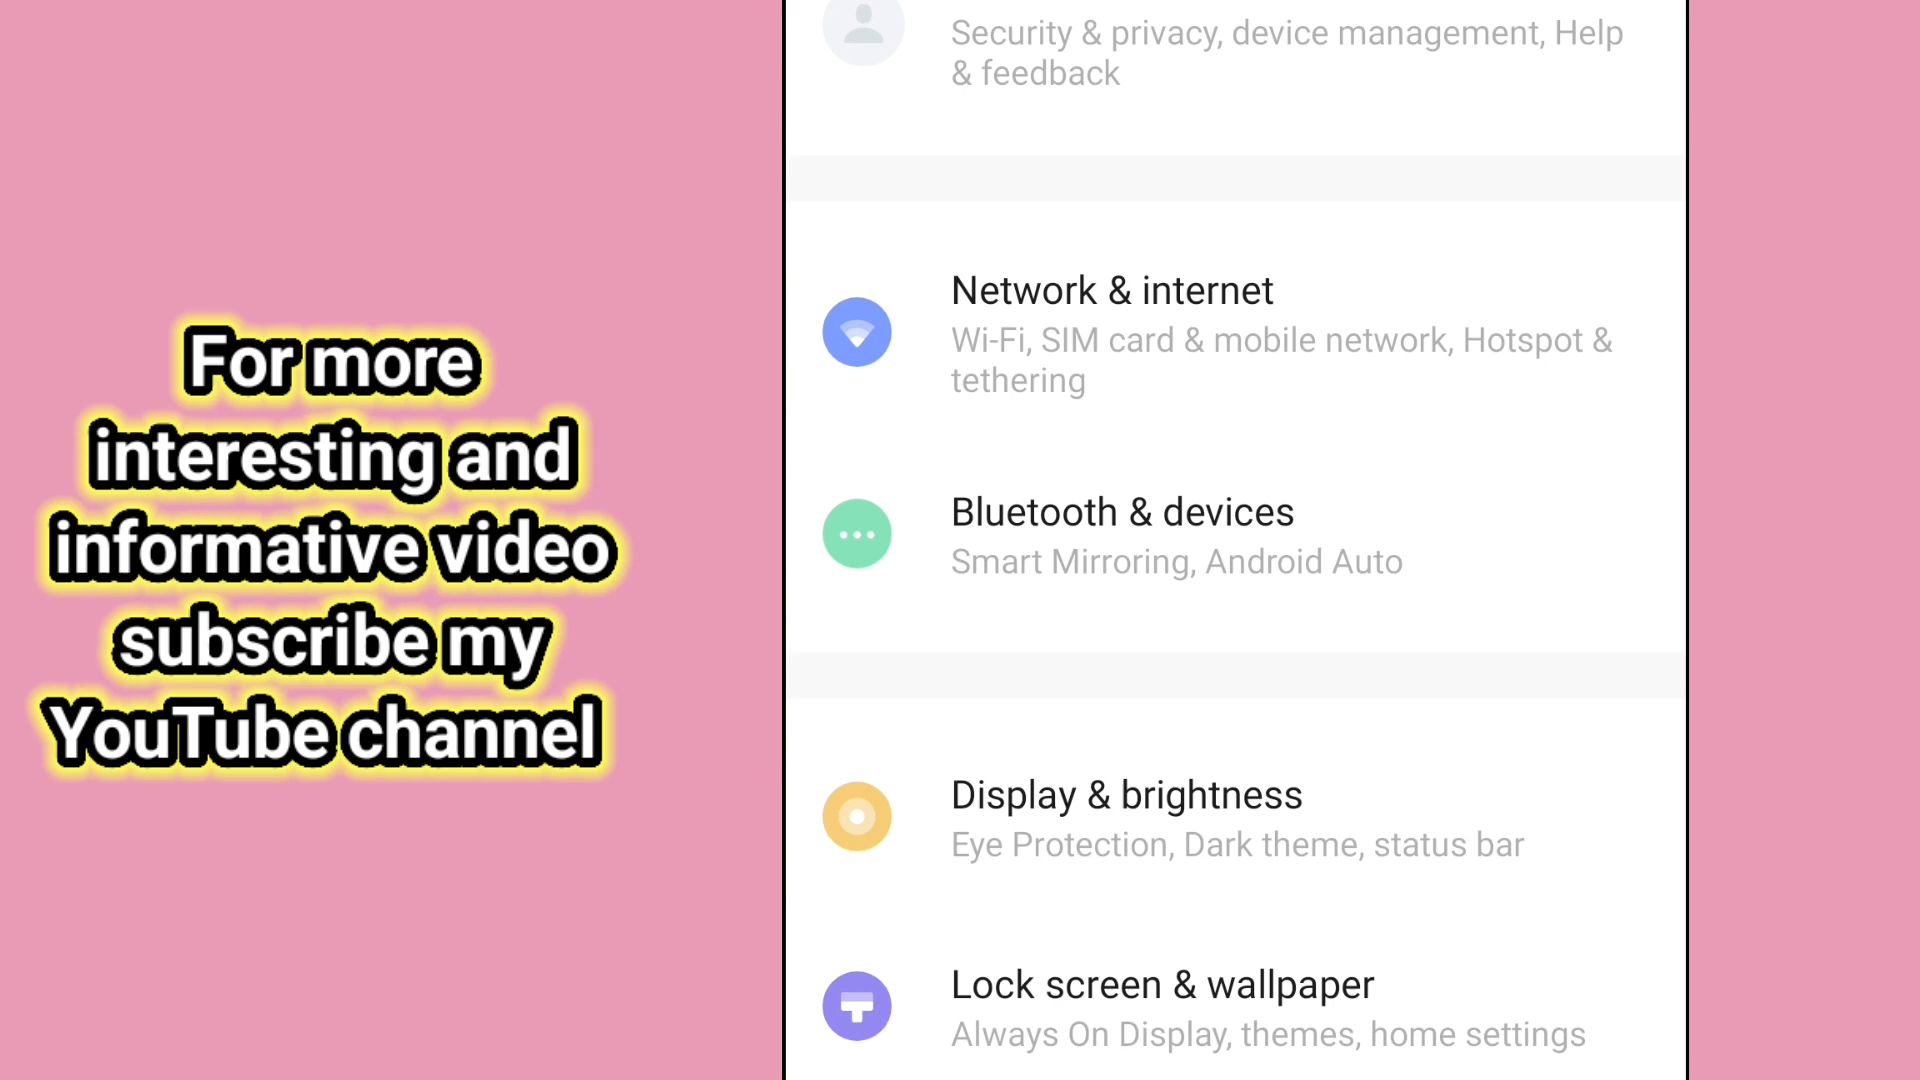 For more
interesting and
informative video
subscribe my
YouTube channel
Security & privacy, device management, Help
& feedback
Network & internet
Wi-Fi, SIM card & mobile network, Hotspot &
tethering
Bluetooth & devices
Smart Mirroring, Android Auto
Display & brightness
Eye Protection, Dark theme, status bar
Lock screen & wallpaper
Always On Display, themes, home settings